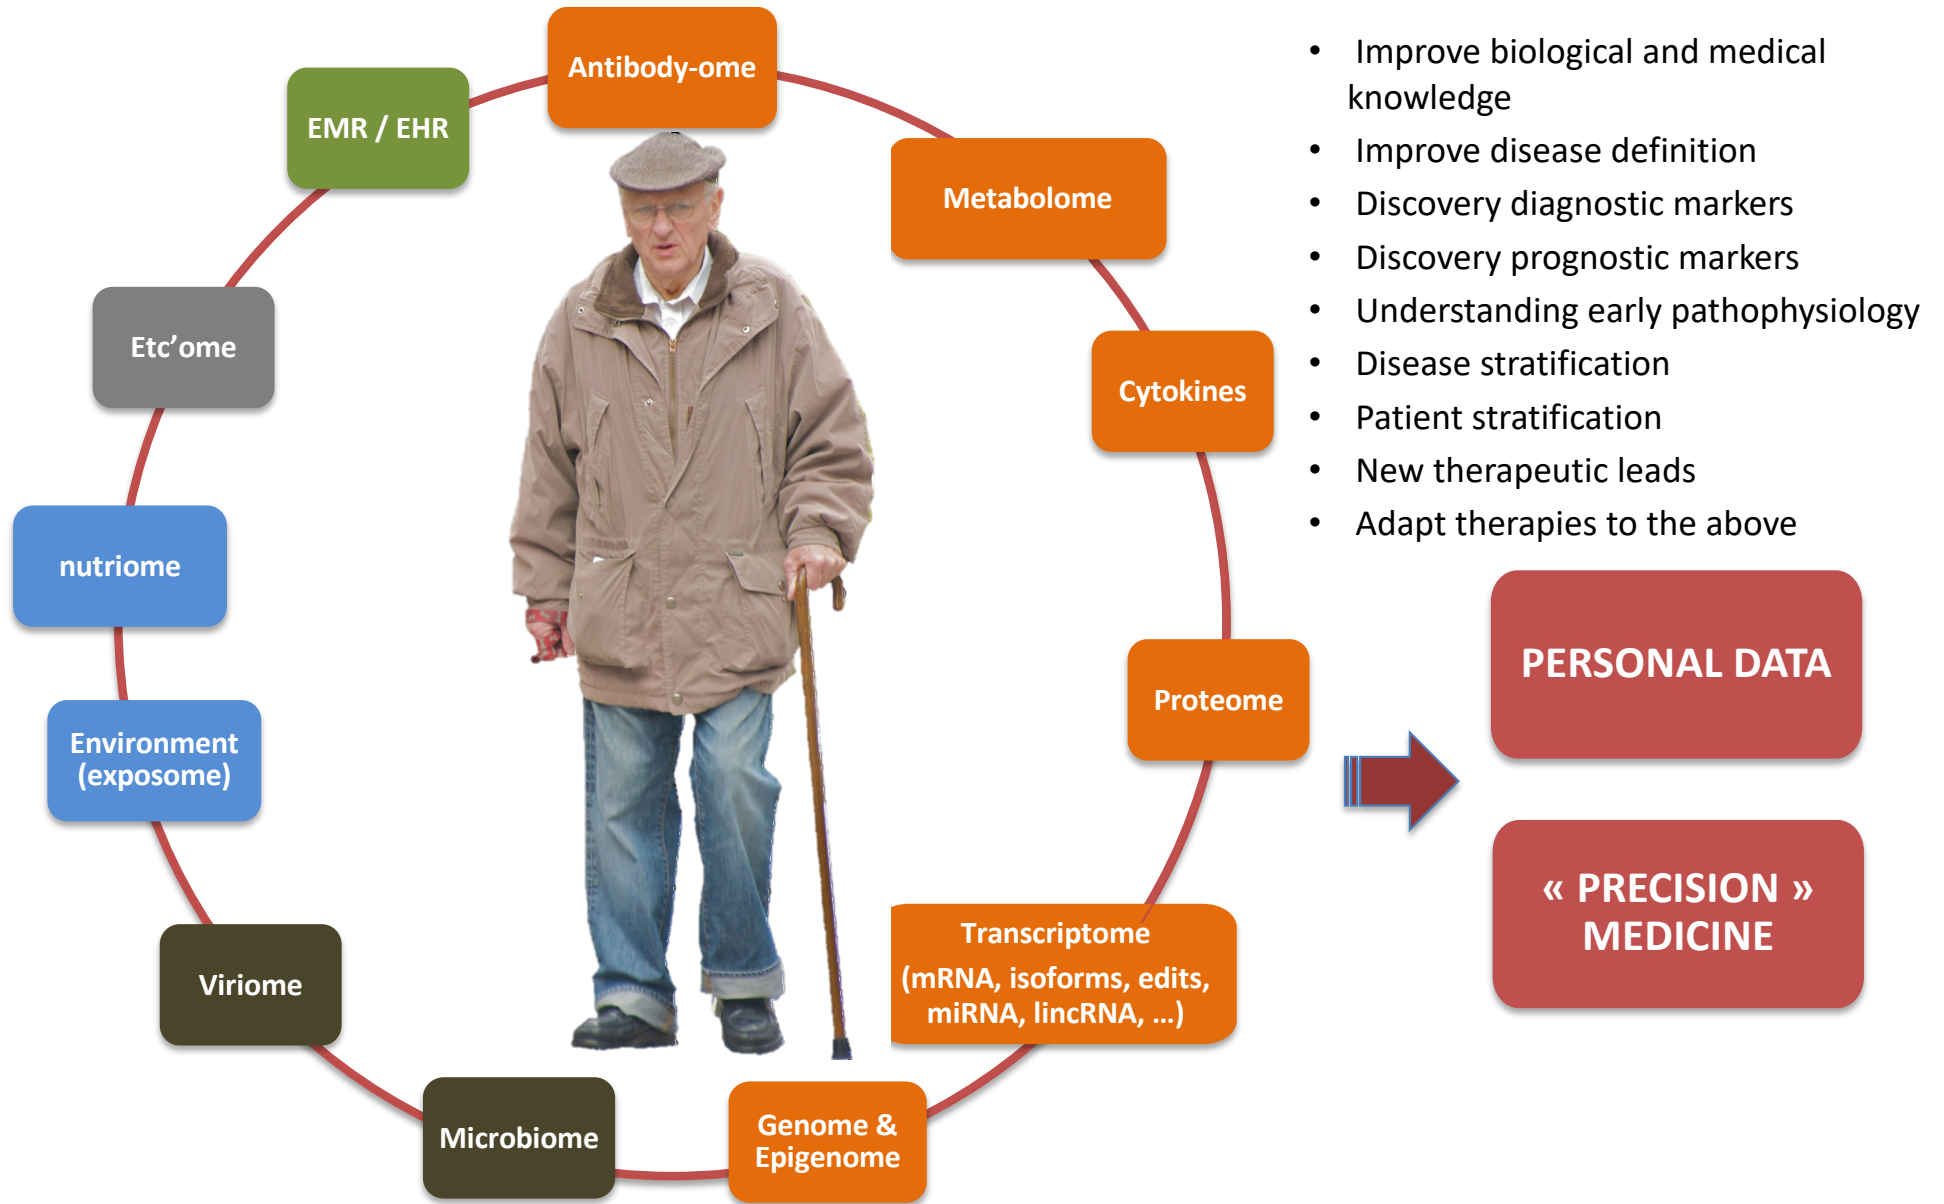 Antibody-ome
EMR / EHR
Metabolome
Etc’ome
Cytokines
nutriome
Proteome
Environment
(exposome)
Transcriptome
(mRNA, isoforms, edits,
miRNA, lincRNA, ...)
Viriome
Microbiome
Genome &
Epigenome
• Improve biological and medical
knowledge
• Improve disease definition
• Discovery diagnostic markers
• Discovery prognostic markers
• Understanding early pathophysiology
• Disease stratification
• Patient stratification
• New therapeutic leads
• Adapt therapies to the above
PERSONAL DATA
« PRECISION »
MEDICINE